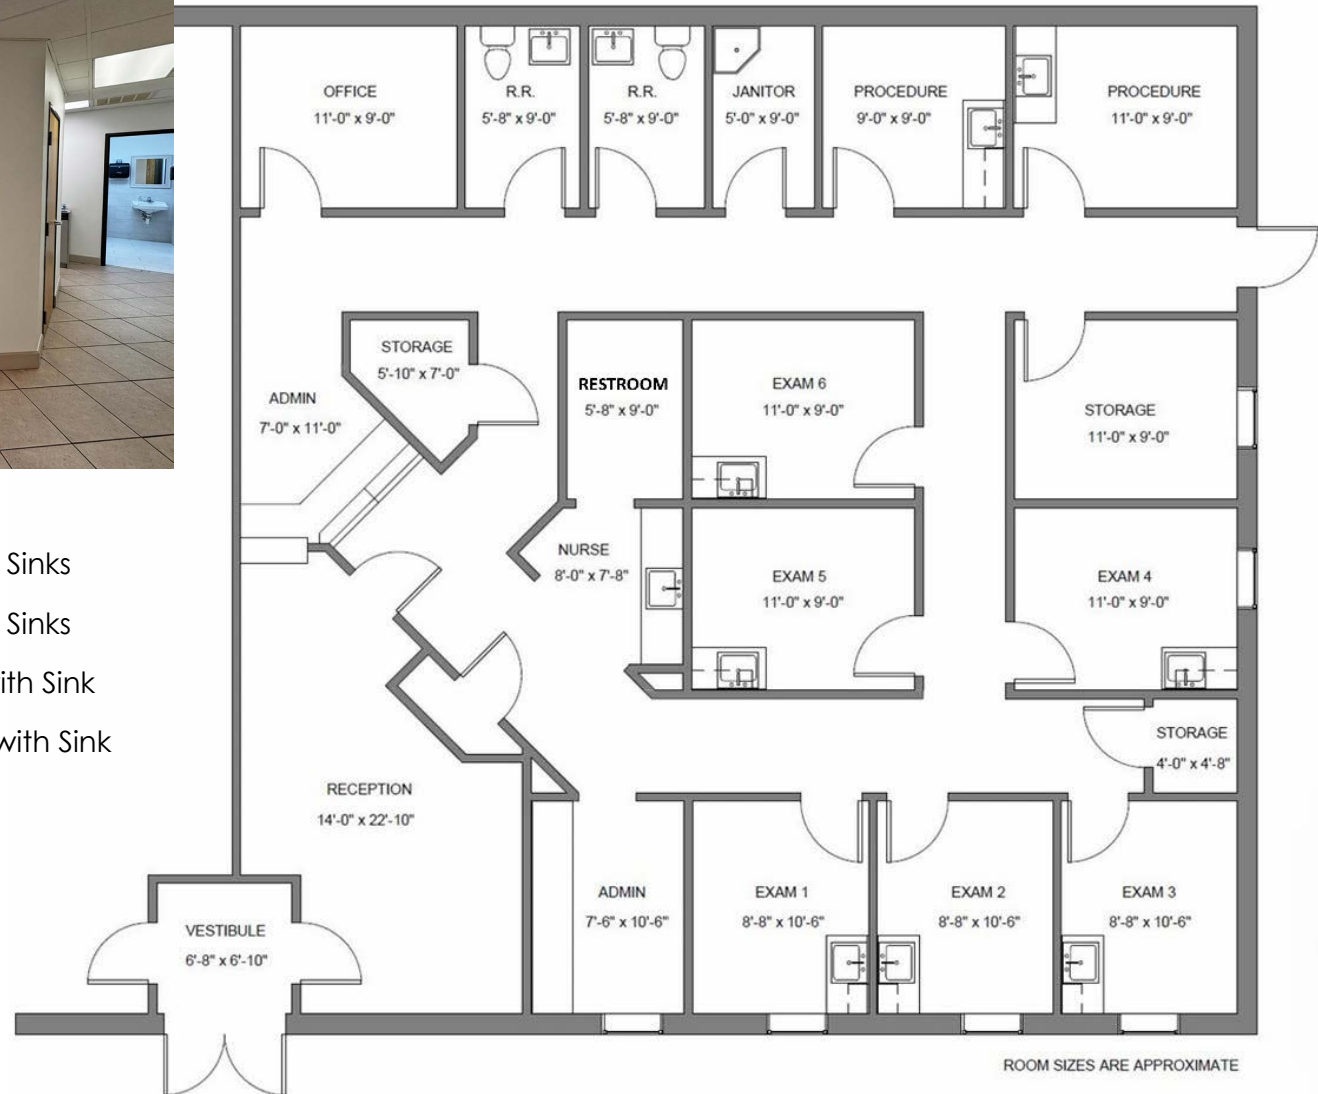 OFFICE
11'-0" x 9'-0"
R.R.
5'-8" x 9'-0"
R.R.
5'-8" x 9'-0"
JANITOR
5'-0" x 9'-0"
PROCEDURE
9'-0" x 9'-0"
PROCEDURE
11'-0" x 9'-0"
STORAGE
5'-10" x 7'-0"
ADMIN
7'-0" x 11'-0"
RESTROOM
5'-8" x 9'-0"
EXAM 6
11'-0" x 9'-0"
STORAGE
11'-0" x 9'-0"
NURSE
8'-0" x 7'-8"
EXAM 5
11'-0" x 9'-0"
EXAM 4
11'-0" x 9'-0"
Sinks
Sinks
ith Sink
with Sink
STORAGE
4'-0" x 4'-8"
RECEPTION
14'-0" x 22'-10"
ADMIN
7'-6" x 10'-6"
EXAM 1
8'-8" x 10'-6"
EXAM 2
8'-8" x 10'-6"
EXAM 3
8'-8" x 10'-6"
VESTIBULE
6'-8" x 6'-10"
ROOM SIZES ARE APPROXIMATE